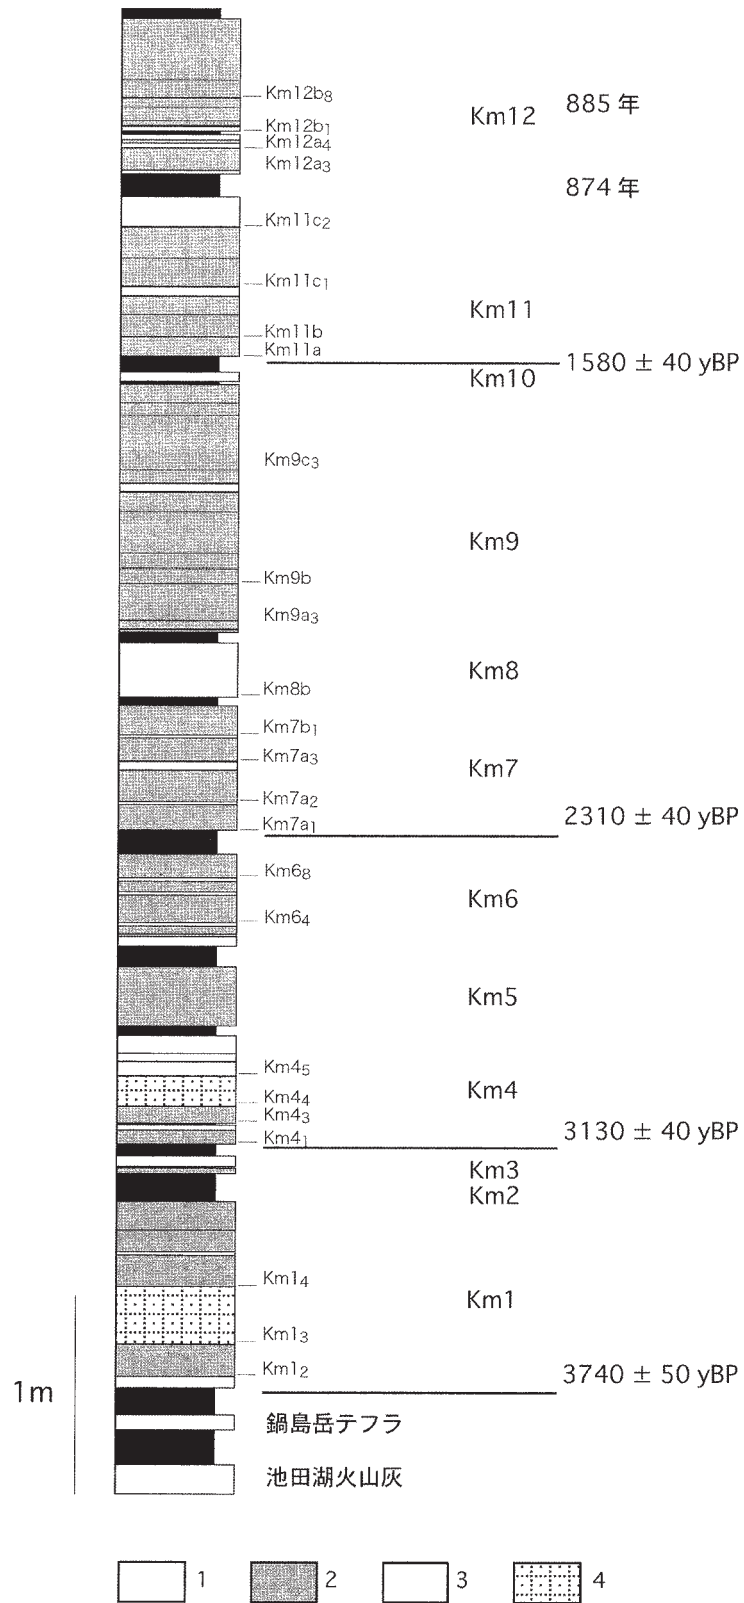 Km12b8
885 年
Km12
Km12b1
Km12a4
Km12a3
874 年
Km11c2
Km11c1
Km11
Km11b
Km11a
1580 ± 40 yBP
Km10
Km9c3
Km9
Km9b
Km9a3
Km8
Km8b
Km7b1
Km7a3
Km7
Km7a2
2310 ± 40 yBP
Km7a1
Km68
Km6
Km64
Km5
Km45
Km4
Km44
Km43
3130 ± 40 yBP
Km41
Km3
Km2
Km14
Km1
Km13
Km12
3740 ± 50 yBP
1m
鍋島岳テフラ
池田湖火山灰
1 2 3 4